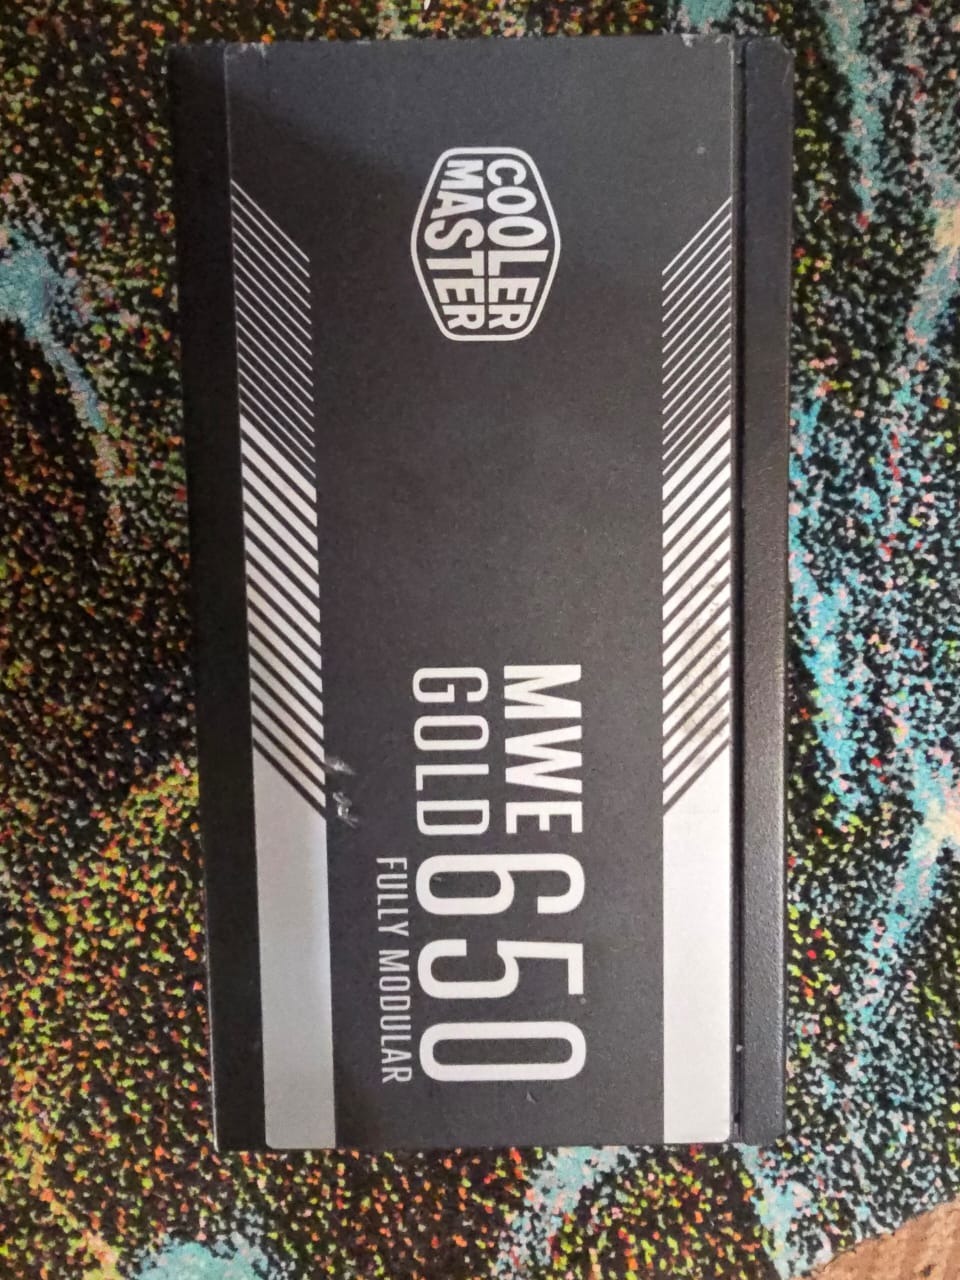 COOLER
MASTER
MWE
GOLD
650
FULLY MODULAR